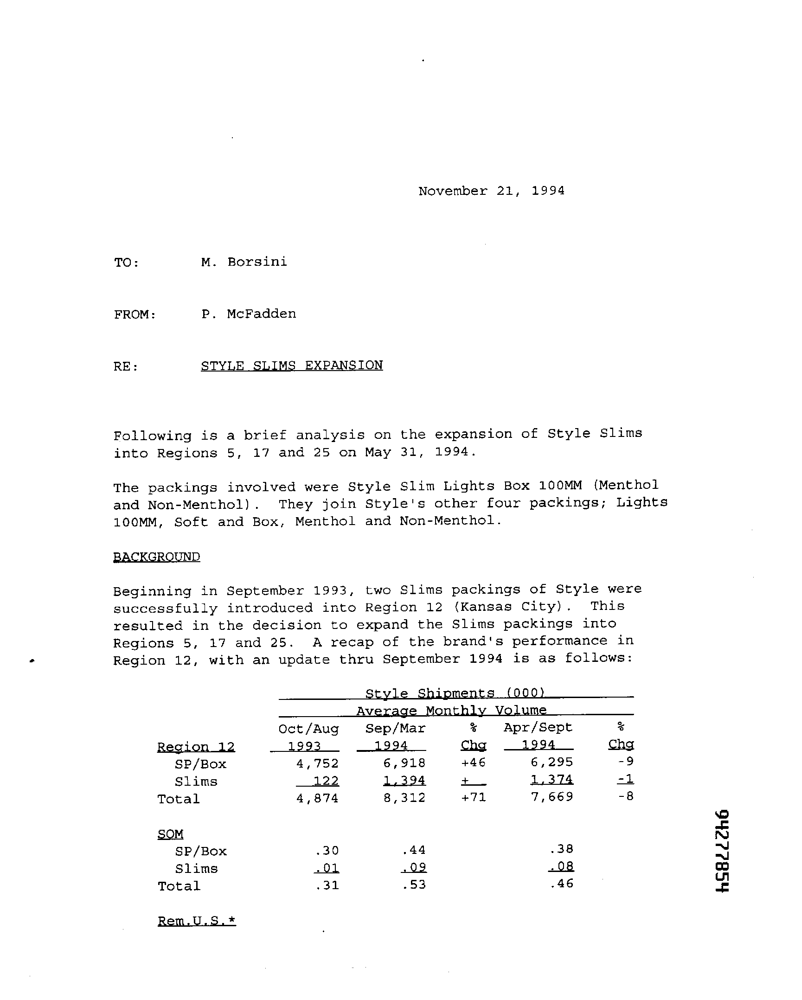 November 21, 1994
TO: M. Borsini
FROM: P. McFadden
RE: STYLE SLIMS EXPANSION
Following is a brief analysis on the expansion of Style Slims
into Regions 5, 17 and 25 on May 31, 1994.
The packings involved were Style Slim Lights Box 100MM (Menthol
and Non-Menthol). They join Style's other four packings; Lights
100MM, Soft and Box, Menthol and Non-Menthol.
BACKGROUND
Beginning in September 1993, two Slims packings of Style were
successfully introduced into Region 12 (Kansas City). This
resulted in the decision to expand the Slims packings into
Regions 5, 17 and 25. A recap of the brand's performance in
Region 12, with an update thru September 1994 is as follows:
Style Shipments (000)
Average Monthly Volume
Oct/Aug Sep/Mar % Apr/Sept %
Region 12 1993 1994 Chg 1994 Chg
SP/Box 4,752 6,918 +46 6,295 -9
Slims 122 1,394 + 1,374 -1
Total 4,874 8,312 +71 7,669 -8
SOM
SP/Box .30 .44 .38
Slims .01 .09 .08
Total .31 .53 .46
Rem.U.S.*
94277854